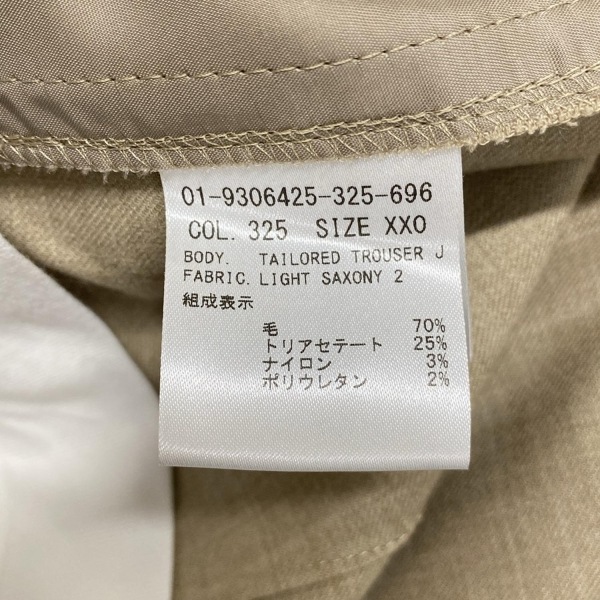 01-9306425-325-696
COL. 325 SIZE XXO
BODY. TAILORED TROUSER J
FABRIC. LIGHT SAXONY 2
組成表示
毛 70%
トリアセテート 25%
ナイロン 3%
ポリウレタン 2%